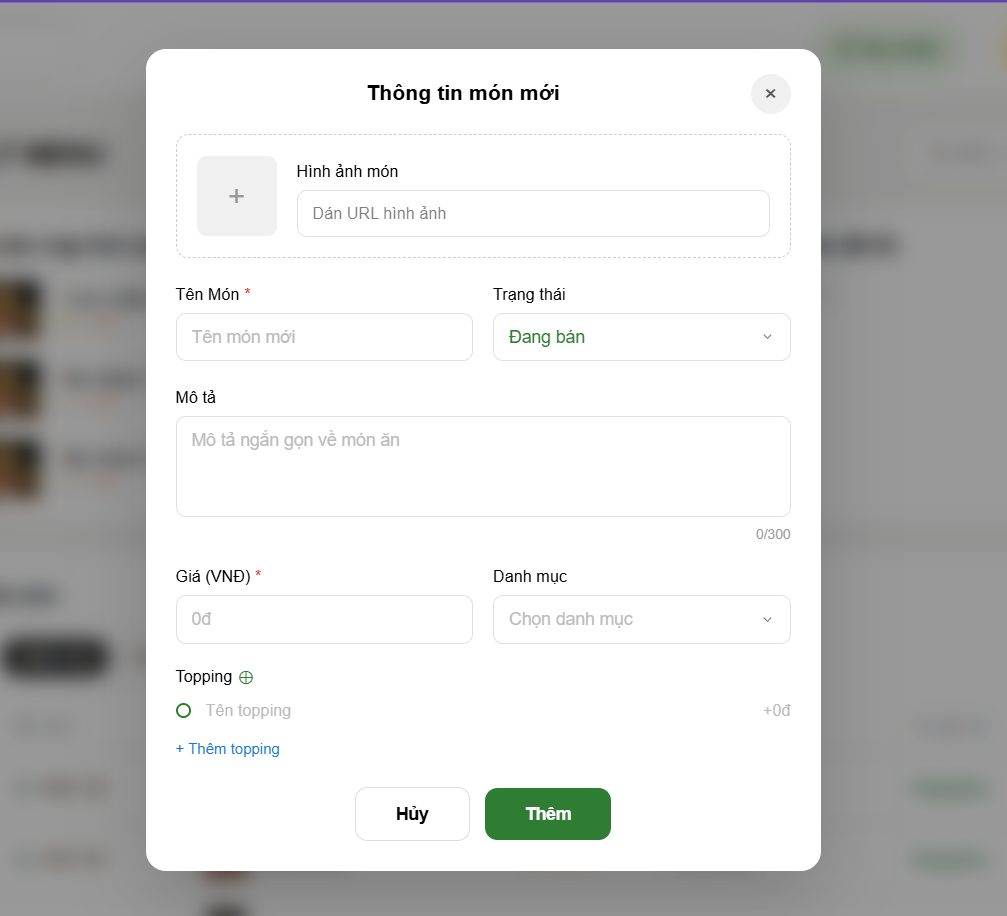 Thông tin món mới
×
+
Hình ảnh món
Dán URL hình ảnh
Tên Món *
Trạng thái
Tên món mới
Đang bán
Mô tả
Mô tả ngắn gọn về món ăn
0/300
Giá (VNĐ) *
Danh mục
0đ
Chọn danh mục
Topping
Tên topping
+0đ
+ Thêm topping
Hủy
Thêm